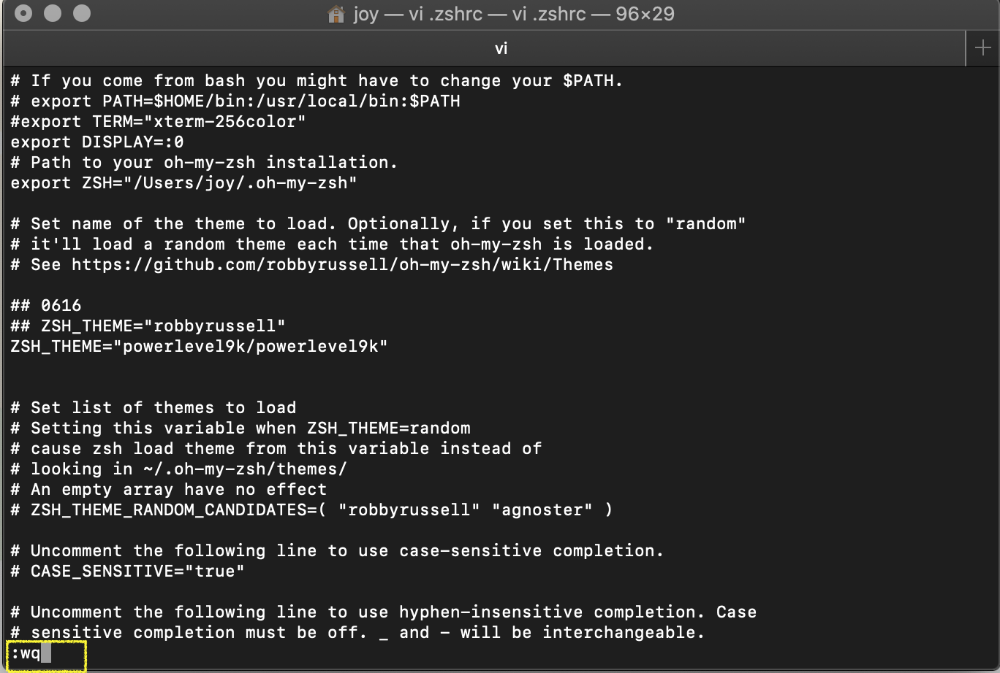 joy — vi .zshrc — vi .zshrc — 96×29
vi
# If you come from bash you might have to change your $PATH.
# export PATH=$HOME/bin:/usr/local/bin:$PATH
#export TERM="xterm-256color"
export DISPLAY=:0
# Path to your oh-my-zsh installation.
export ZSH="/Users/joy/.oh-my-zsh"
# Set name of the theme to load. Optionally, if you set this to "random"
# it'll load a random theme each time that oh-my-zsh is loaded.
# See https://github.com/robbyrussell/oh-my-zsh/wiki/Themes
## 0616
## ZSH_THEME="robbyrussell"
ZSH_THEME="powerlevel9k/powerlevel9k"
# Set list of themes to load
# Setting this variable when ZSH_THEME=random
# cause zsh load theme from this variable instead of
# looking in ~/.oh-my-zsh/themes/
# An empty array have no effect
# ZSH_THEME_RANDOM_CANDIDATES=( "robbyrussell" "agnoster" )
# Uncomment the following line to use case-sensitive completion.
# CASE_SENSITIVE="true"
# Uncomment the following line to use hyphen-insensitive completion. Case
# sensitive completion must be off. _ and - will be interchangeable.
:wq